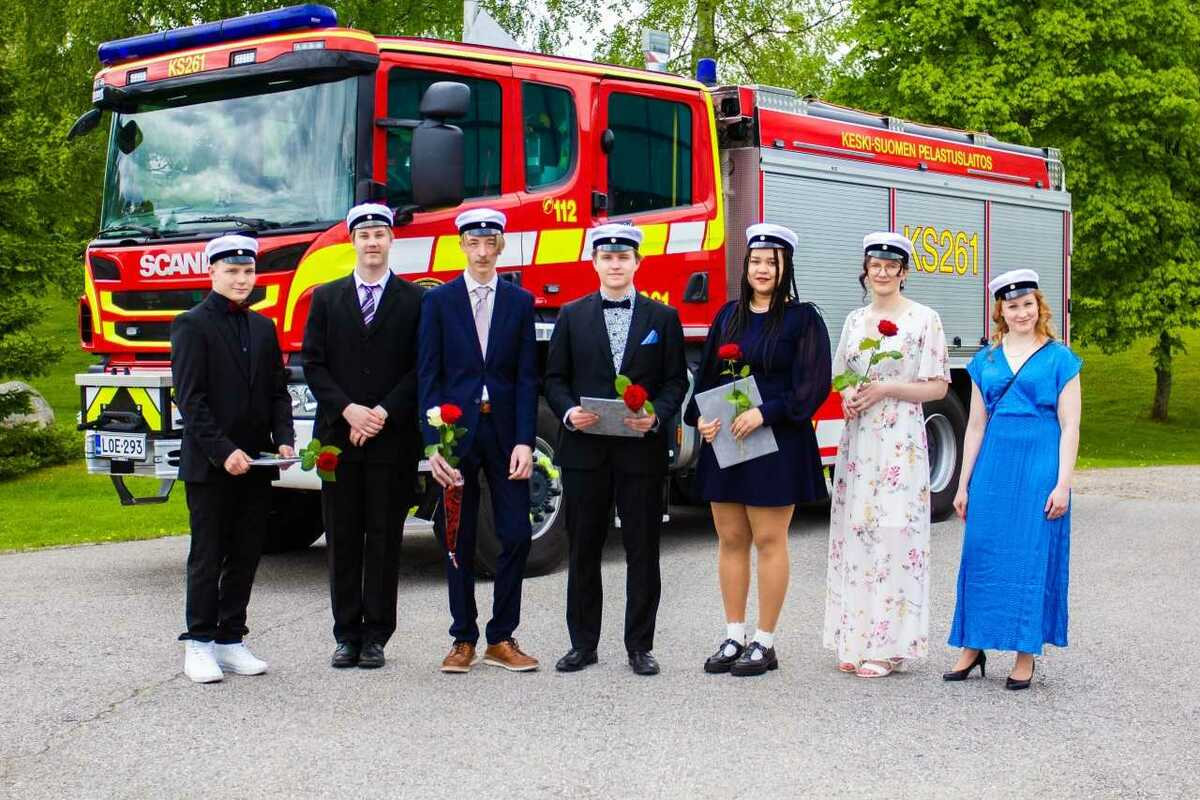 KS261
KESKI-SUOMEN PELASTUSLAITOS
112
SCANIA
KS261
LOE-293